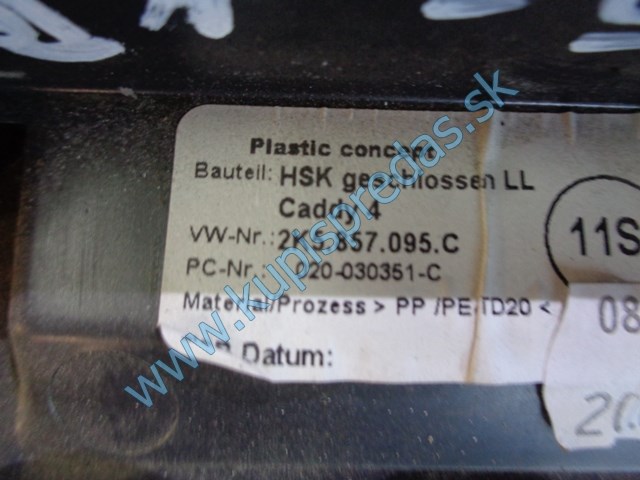 Plastic concept
Bauteil: HSK geschlossen LL
Caddy 4
VW-Nr.: 2K5.857.095.C
PC-Nr.: 020-030351-C
11S
Material/Prozess > PP /PE-TD20 <
08
Datum:
www.kupispredas.sk